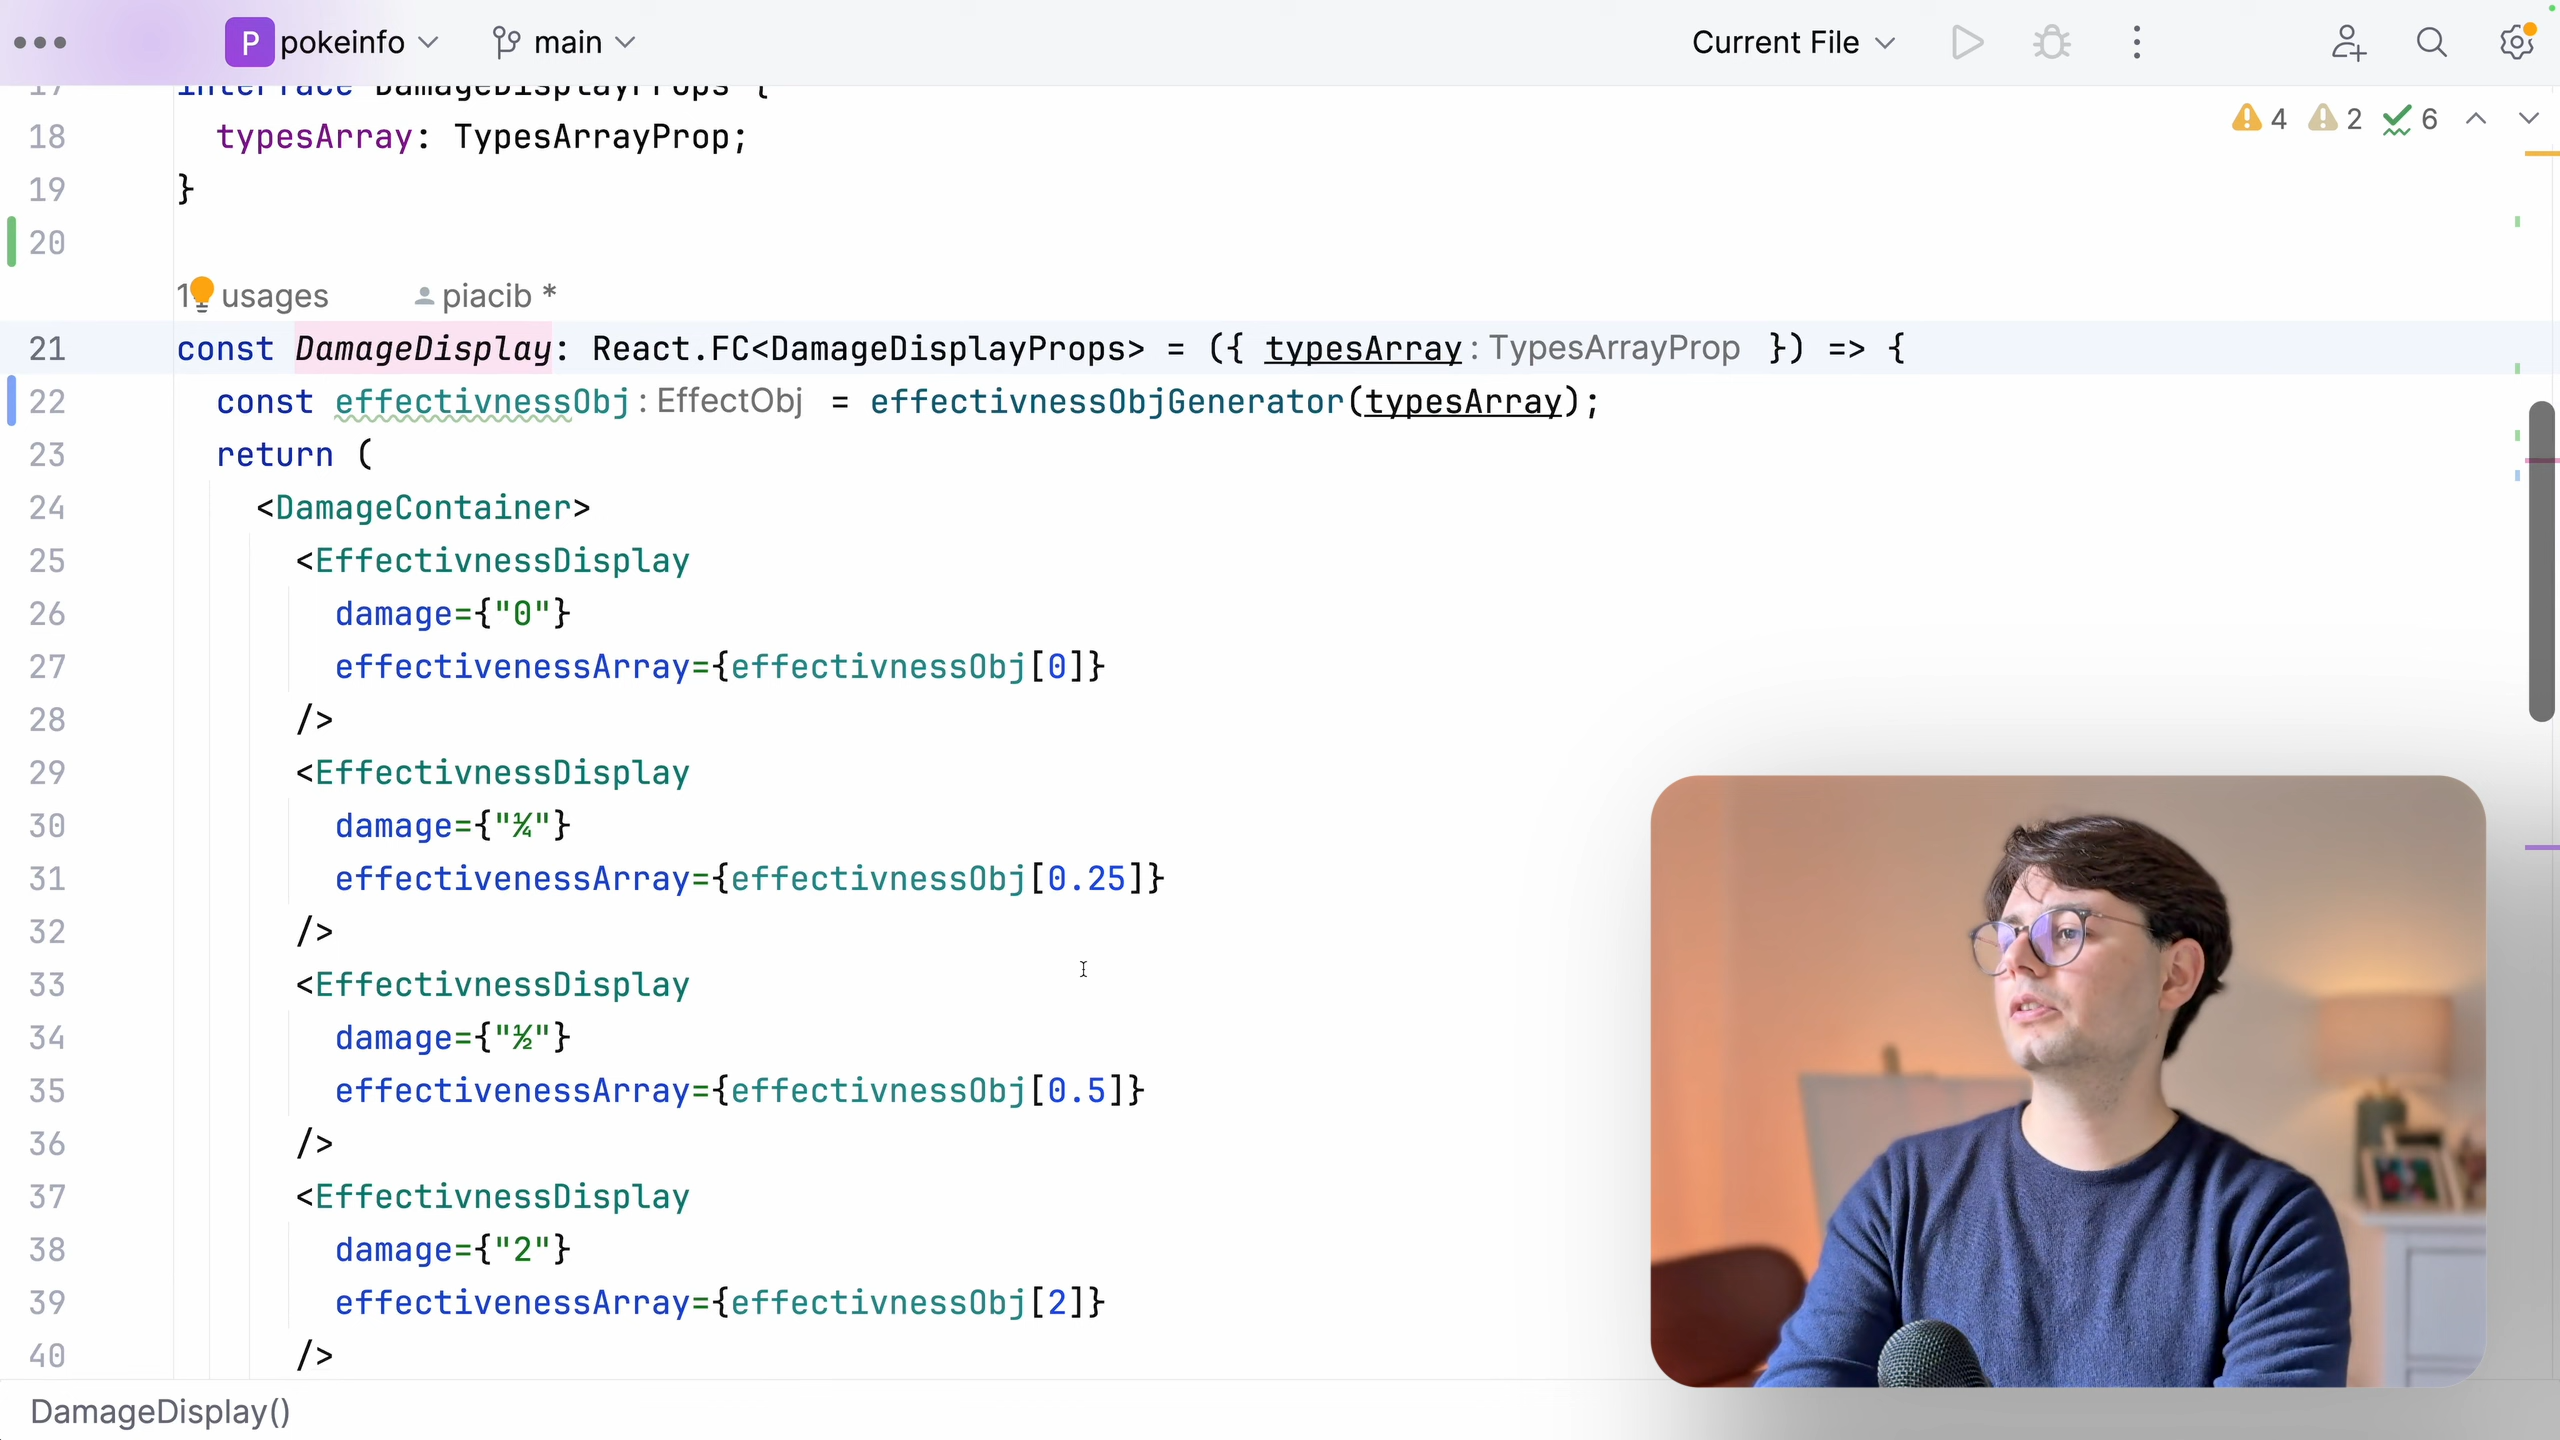 P pokeinfo main Current File
17 interface DamageDisplayProps {
4 2 6
18 typesArray: TypesArrayProp;
19 }
20
usages piacib *
21 const DamageDisplay: React.FC<DamageDisplayProps> = ({ typesArray : TypesArrayProp }) => {
22 const effectivnessObj : EffectObj = effectivnessObjGenerator(typesArray);
23 return (
24 <DamageContainer>
25 <EffectivnessDisplay
26 damage={"0"}
27 effectivenessArray={effectivnessObj[0]}
28 />
29 <EffectivnessDisplay
30 damage={"¼"}
31 effectivenessArray={effectivnessObj[0.25]}
32 />
33 <EffectivnessDisplay
34 damage={"½"}
35 effectivenessArray={effectivnessObj[0.5]}
36 />
37 <EffectivnessDisplay
38 damage={"2"}
39 effectivenessArray={effectivnessObj[2]}
40 />
DamageDisplay()